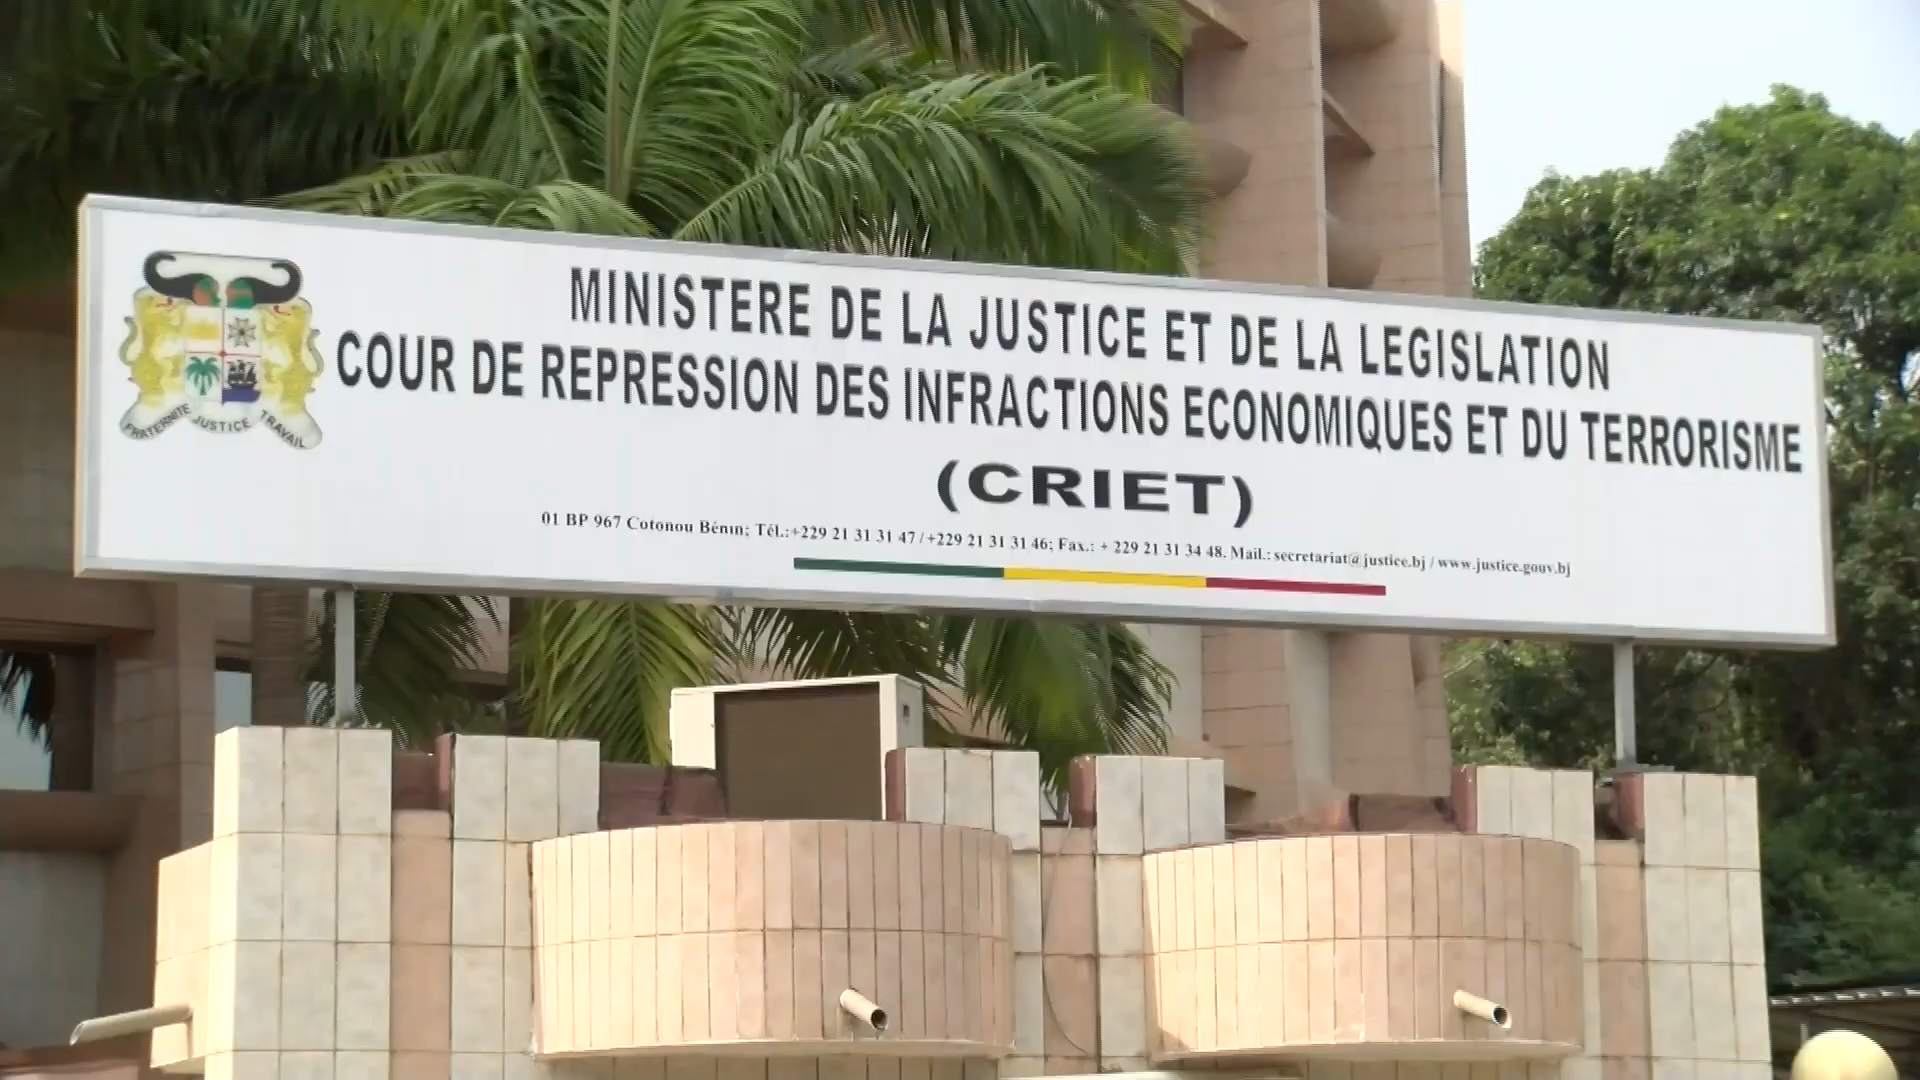 MINISTERE DE LA JUSTICE ET DE LA LEGISLATION
COUR DE REPRESSION DES INFRACTIONS ECONOMIQUES ET DU TERRORISME
(CRIET)
01 BP 967 Cotonou Bénin; Tél.:+229 21 31 31 47 / +229 21 31 31 46; Fax.: + 229 21 31 34 48. Mail.: secretariat@justice.bj / www.justice.gouv.bj
FRATERNITE JUSTICE TRAVAIL